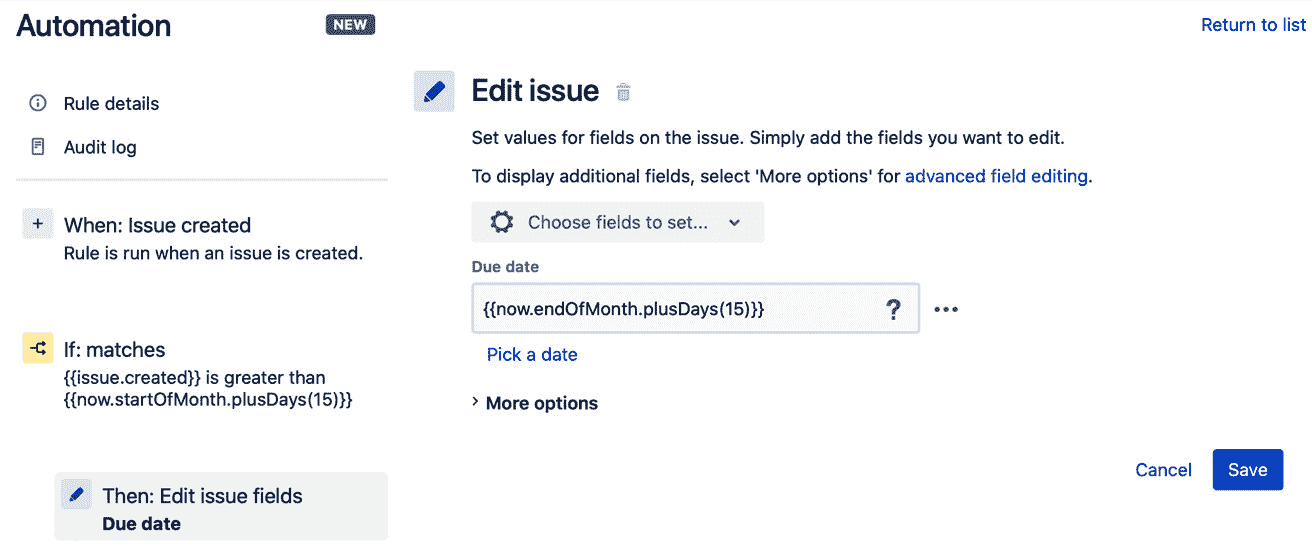 Automation
NEW
Return to list
Rule details
Audit log
When: Issue created
Rule is run when an issue is created.
If: matches
{{issue.created}} is greater than
{{now.startOfMonth.plusDays(15)}}
Then: Edit issue fields
Due date
Edit issue
Set values for fields on the issue. Simply add the fields you want to edit.
To display additional fields, select 'More options' for advanced field editing.
Choose fields to set...
Due date
{{now.endOfMonth.plusDays(15)}}
?
Pick a date
More options
Cancel
Save